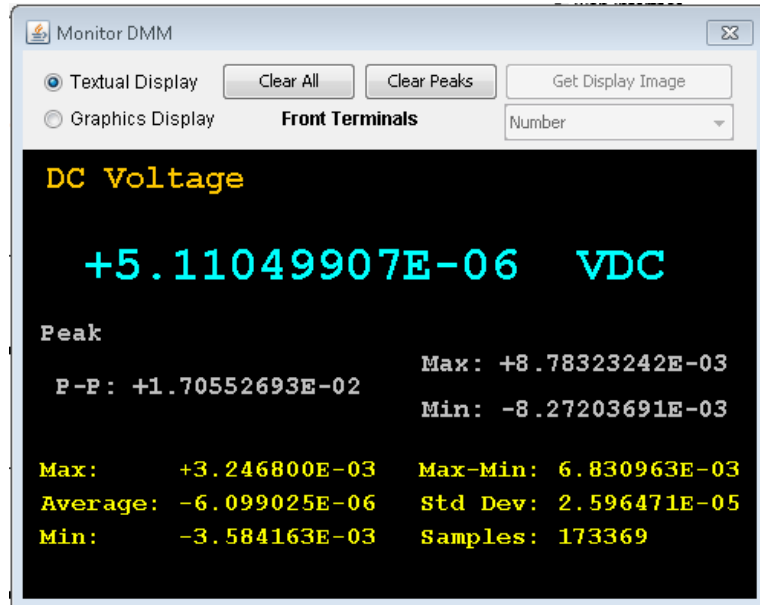 Monitor DMM
Textual Display Clear All Clear Peaks Get Display Image
Graphics Display Front Terminals Number
DC Voltage
+5.11049907E-06 VDC
Peak
Max: +8.78323242E-03
P-P: +1.70552693E-02
Min: -8.27203691E-03
Max: +3.246800E-03 Max-Min: 6.830963E-03
Average: -6.099025E-06 Std Dev: 2.596471E-05
Min: -3.584163E-03 Samples: 173369